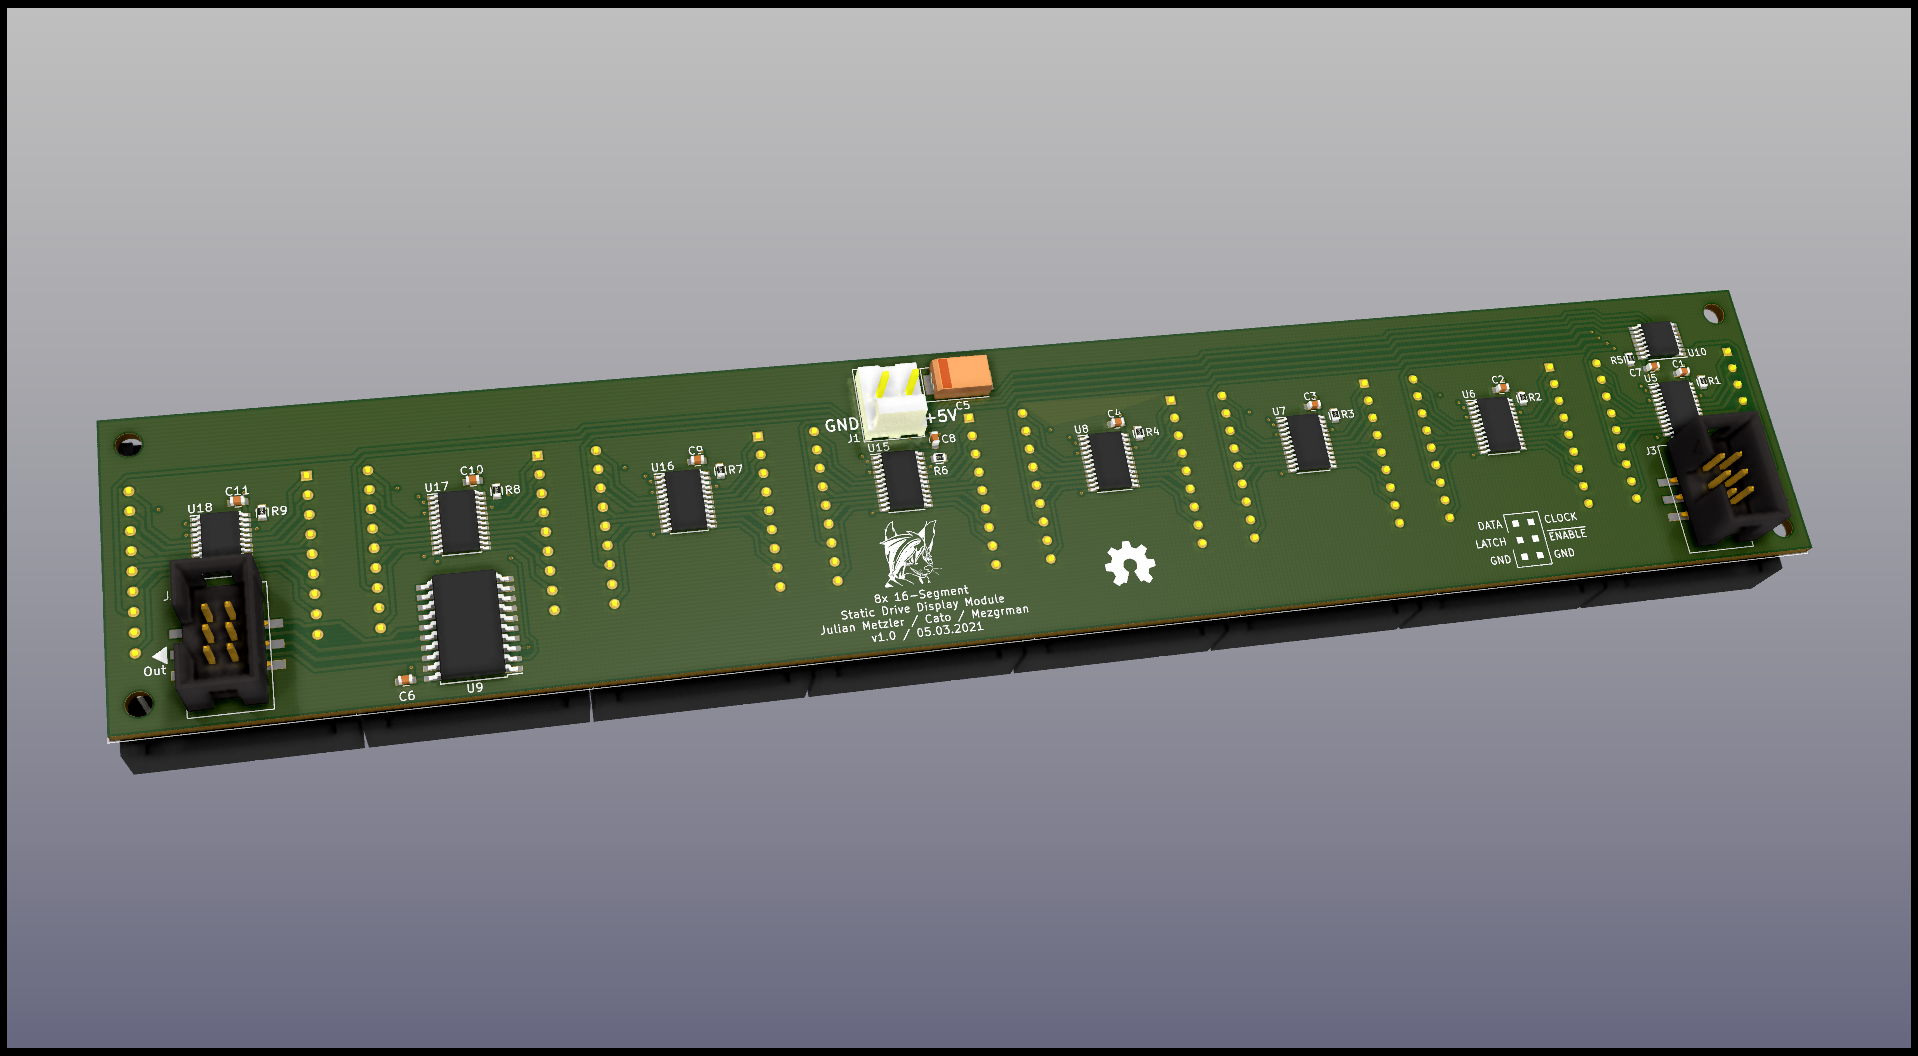 R5
U10
C7
C1
U5
R1
C2
U6
R2
C3
U7
R3
C4
U8
R4
C5
GND
+5V
J1
C8
U15
R6
C9
U16
R7
C10
U17
R8
C11
U18
R9
J3
DATA
CLOCK
LATCH
ENABLE
GND
GND
8x 16-Segment
Static Drive Display Module
Julian Metzler / Cato / Mezgrman
v1.0 / 05.03.2021
Out
C6
U9